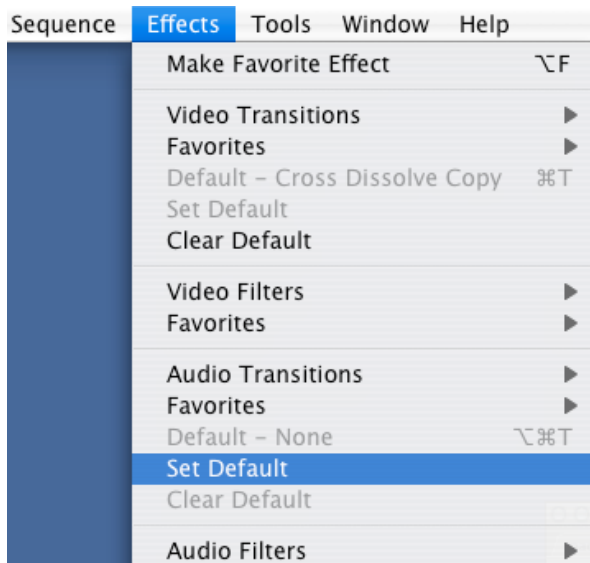 Sequence Effects Tools Window Help
Make Favorite Effect ⌥F
Video Transitions
Favorites
Default – Cross Dissolve Copy ⌘T
Set Default
Clear Default
Video Filters
Favorites
Audio Transitions
Favorites
Default – None ⌥⌘T
Set Default
Clear Default
Audio Filters